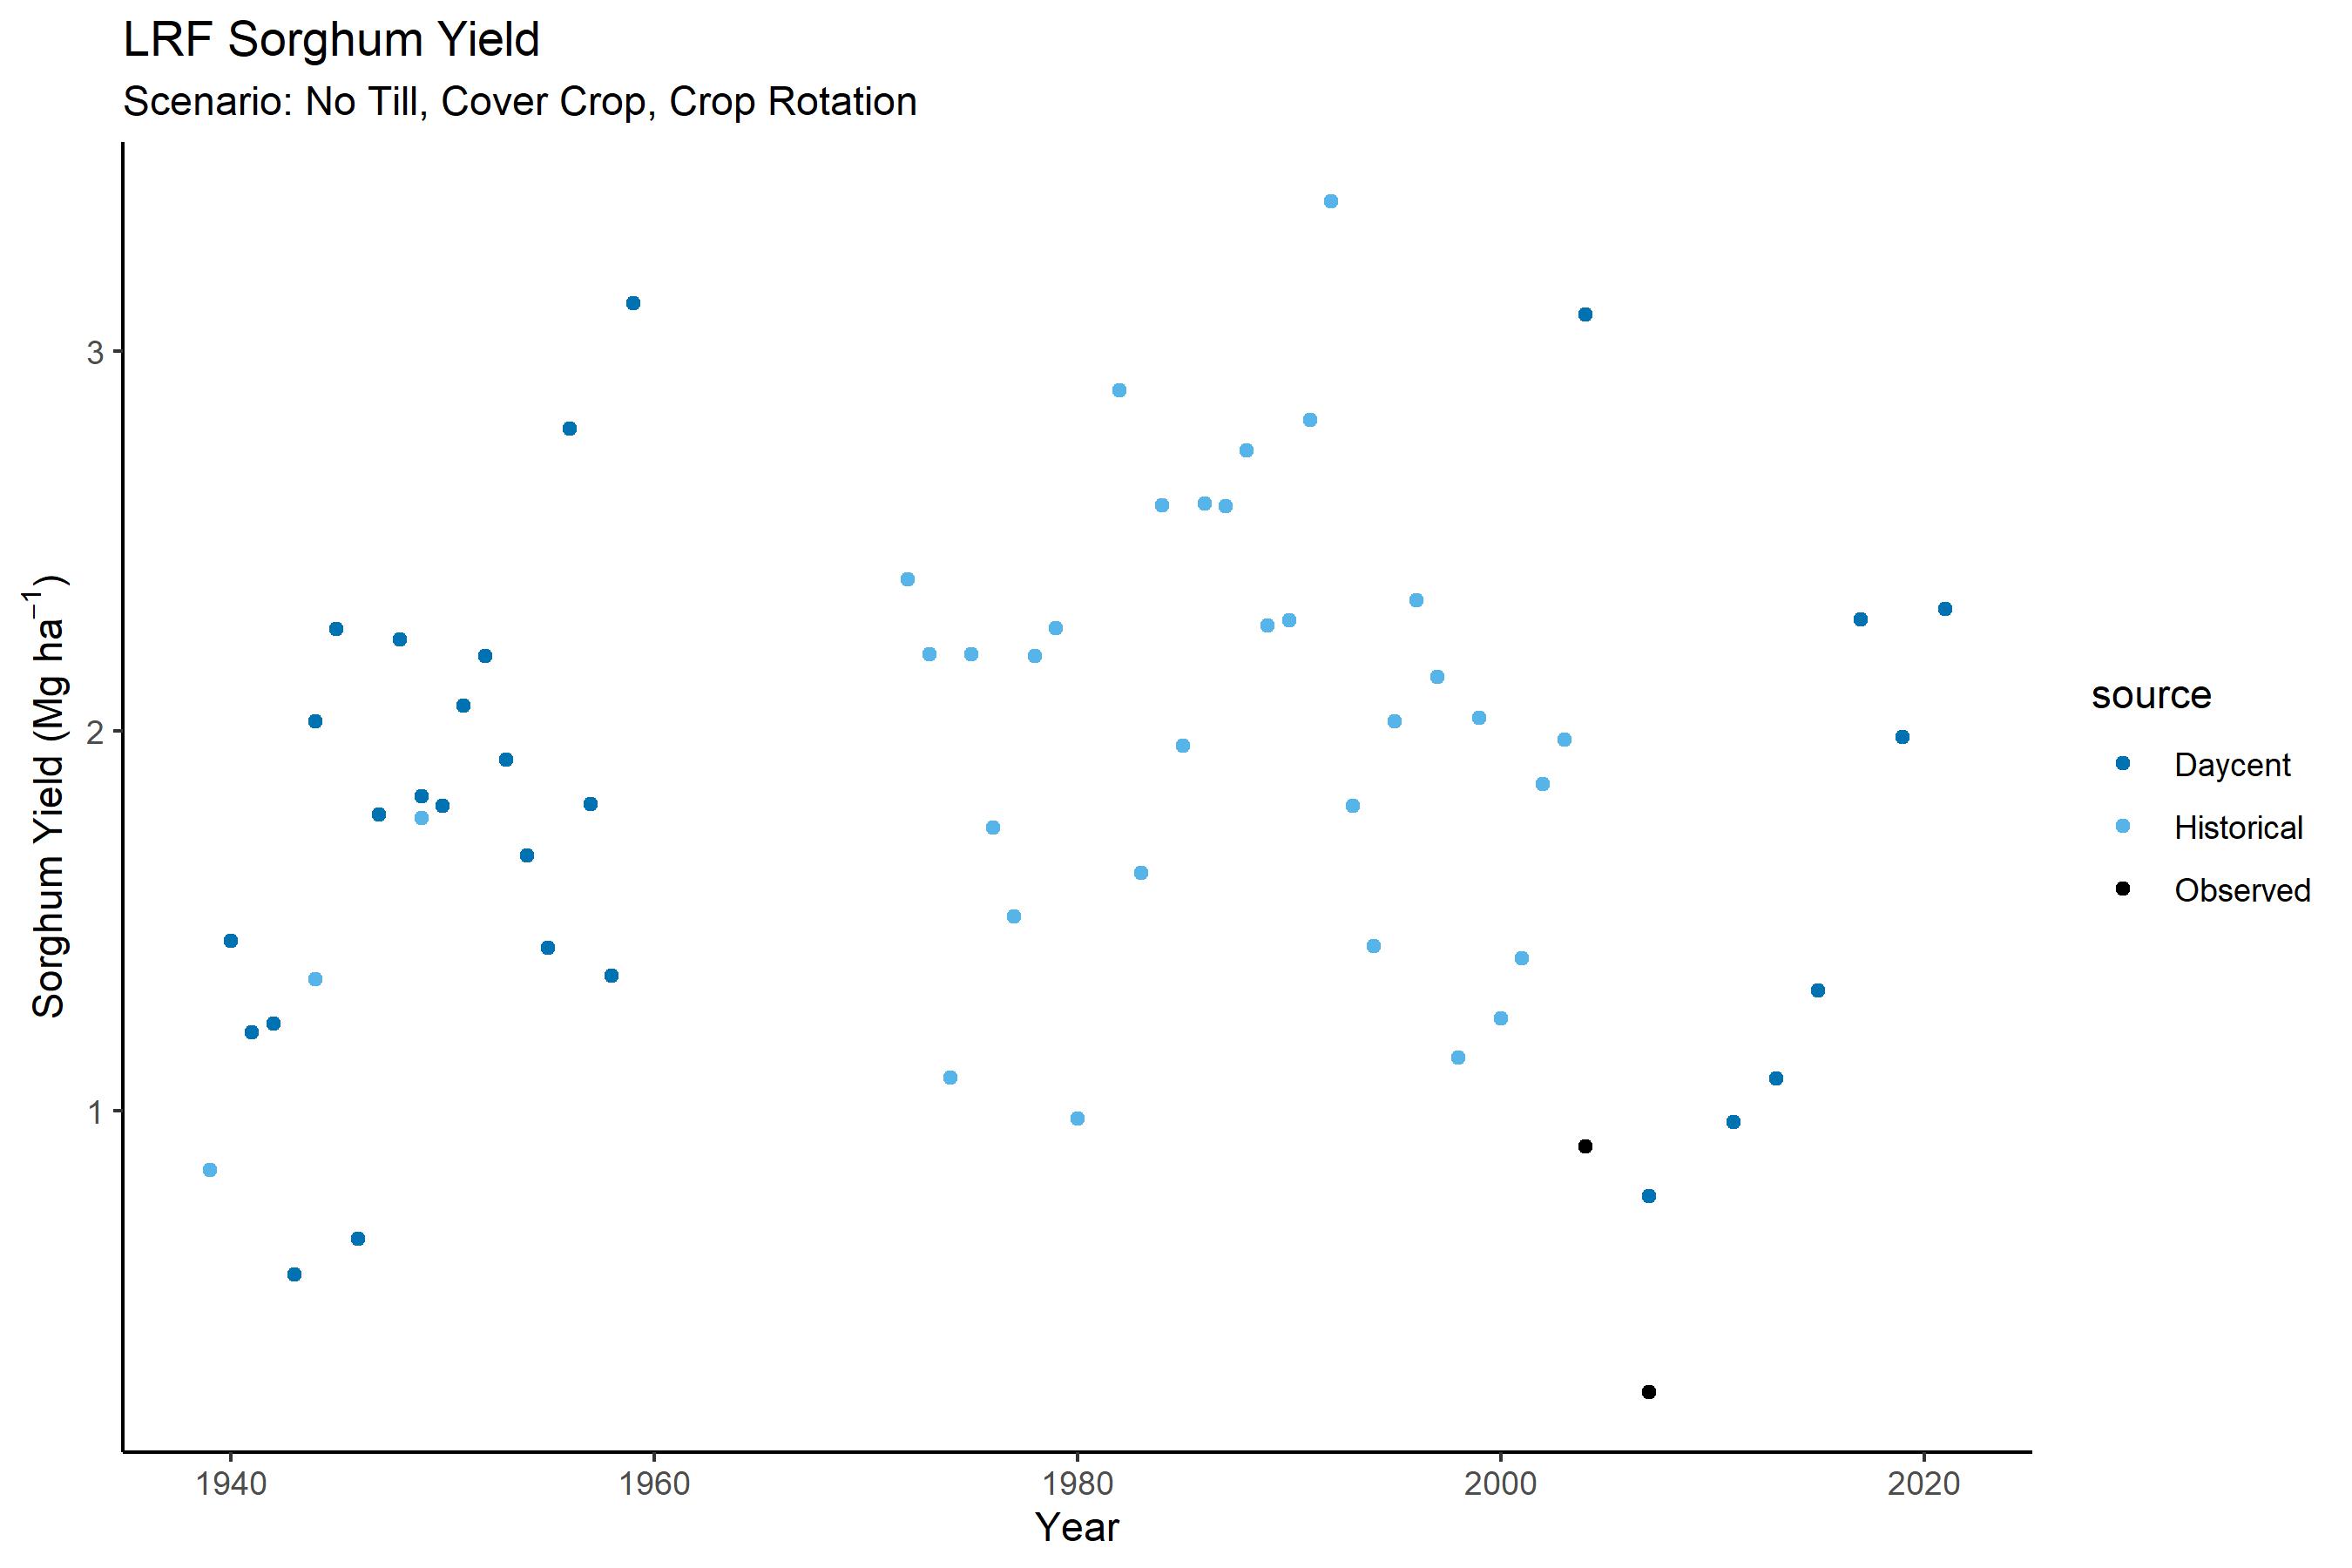 LRF Sorghum Yield
Scenario: No Till, Cover Crop, Crop Rotation
Sorghum Yield (Mg ha⁻¹)
3
2
1
1940 1960 1980 2000 2020
Year
source
Daycent
Historical
Observed